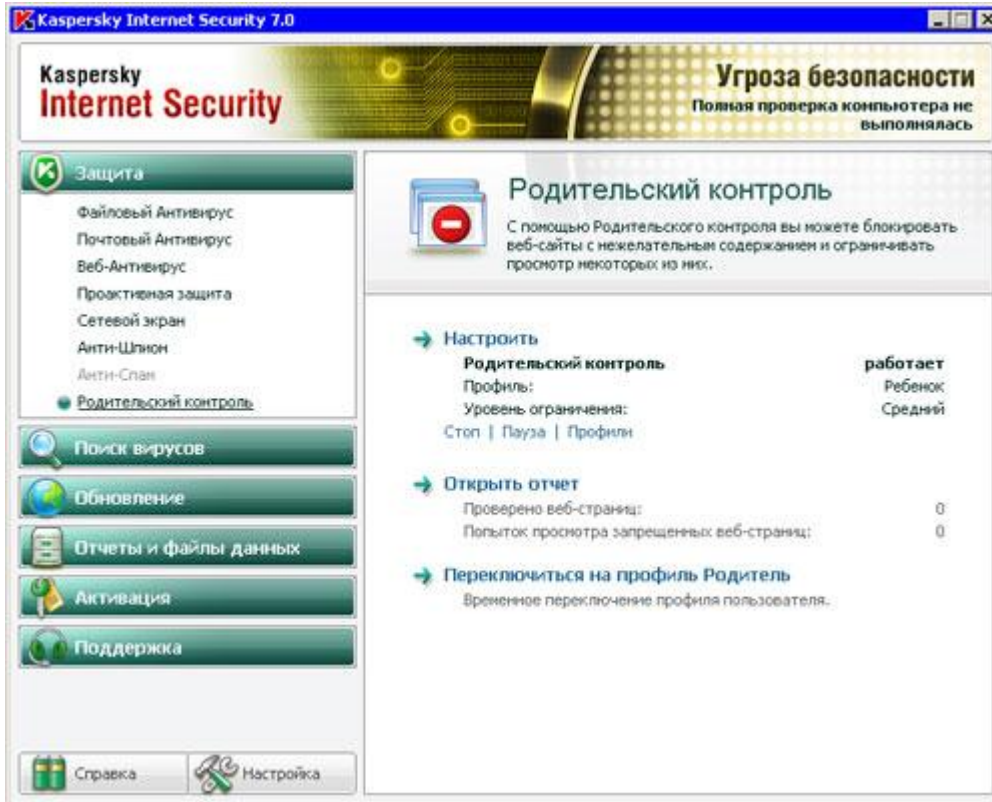 Kaspersky Internet Security 7.0
Kaspersky
Internet Security
Угроза безопасности
Полная проверка компьютера не
выполнялась
Защита
Файловый Антивирус
Почтовый Антивирус
Веб-Антивирус
Проактивная защита
Сетевой экран
Анти-Шпион
Анти-Спам
Родительский контроль
Поиск вирусов
Обновление
Отчеты и файлы данных
Активация
Поддержка
Справка
Настройка
Родительский контроль
С помощью Родительского контроля вы можете блокировать
веб-сайты с нежелательным содержанием и ограничивать
просмотр некоторых из них.
Настроить
Родительский контроль работает
Профиль: Ребенок
Уровень ограничения: Средний
Стоп | Пауза | Профили
Открыть отчет
Проверено веб-страниц: 0
Попыток просмотра запрещенных веб-страниц: 0
Переключиться на профиль Родитель
Временное переключение профиля пользователя.